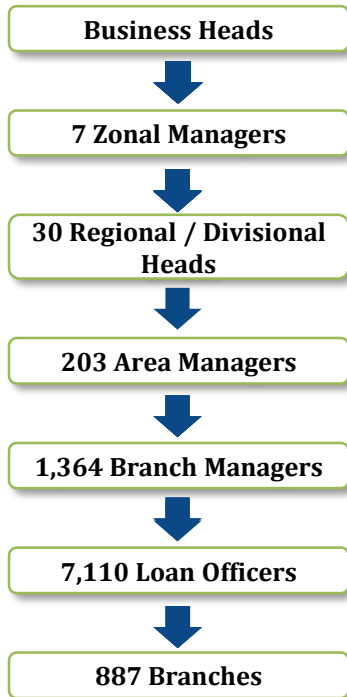 Business Heads
7 Zonal Managers
30 Regional / Divisional
Heads
203 Area Managers
1,364 Branch Managers
7,110 Loan Officers
887 Branches